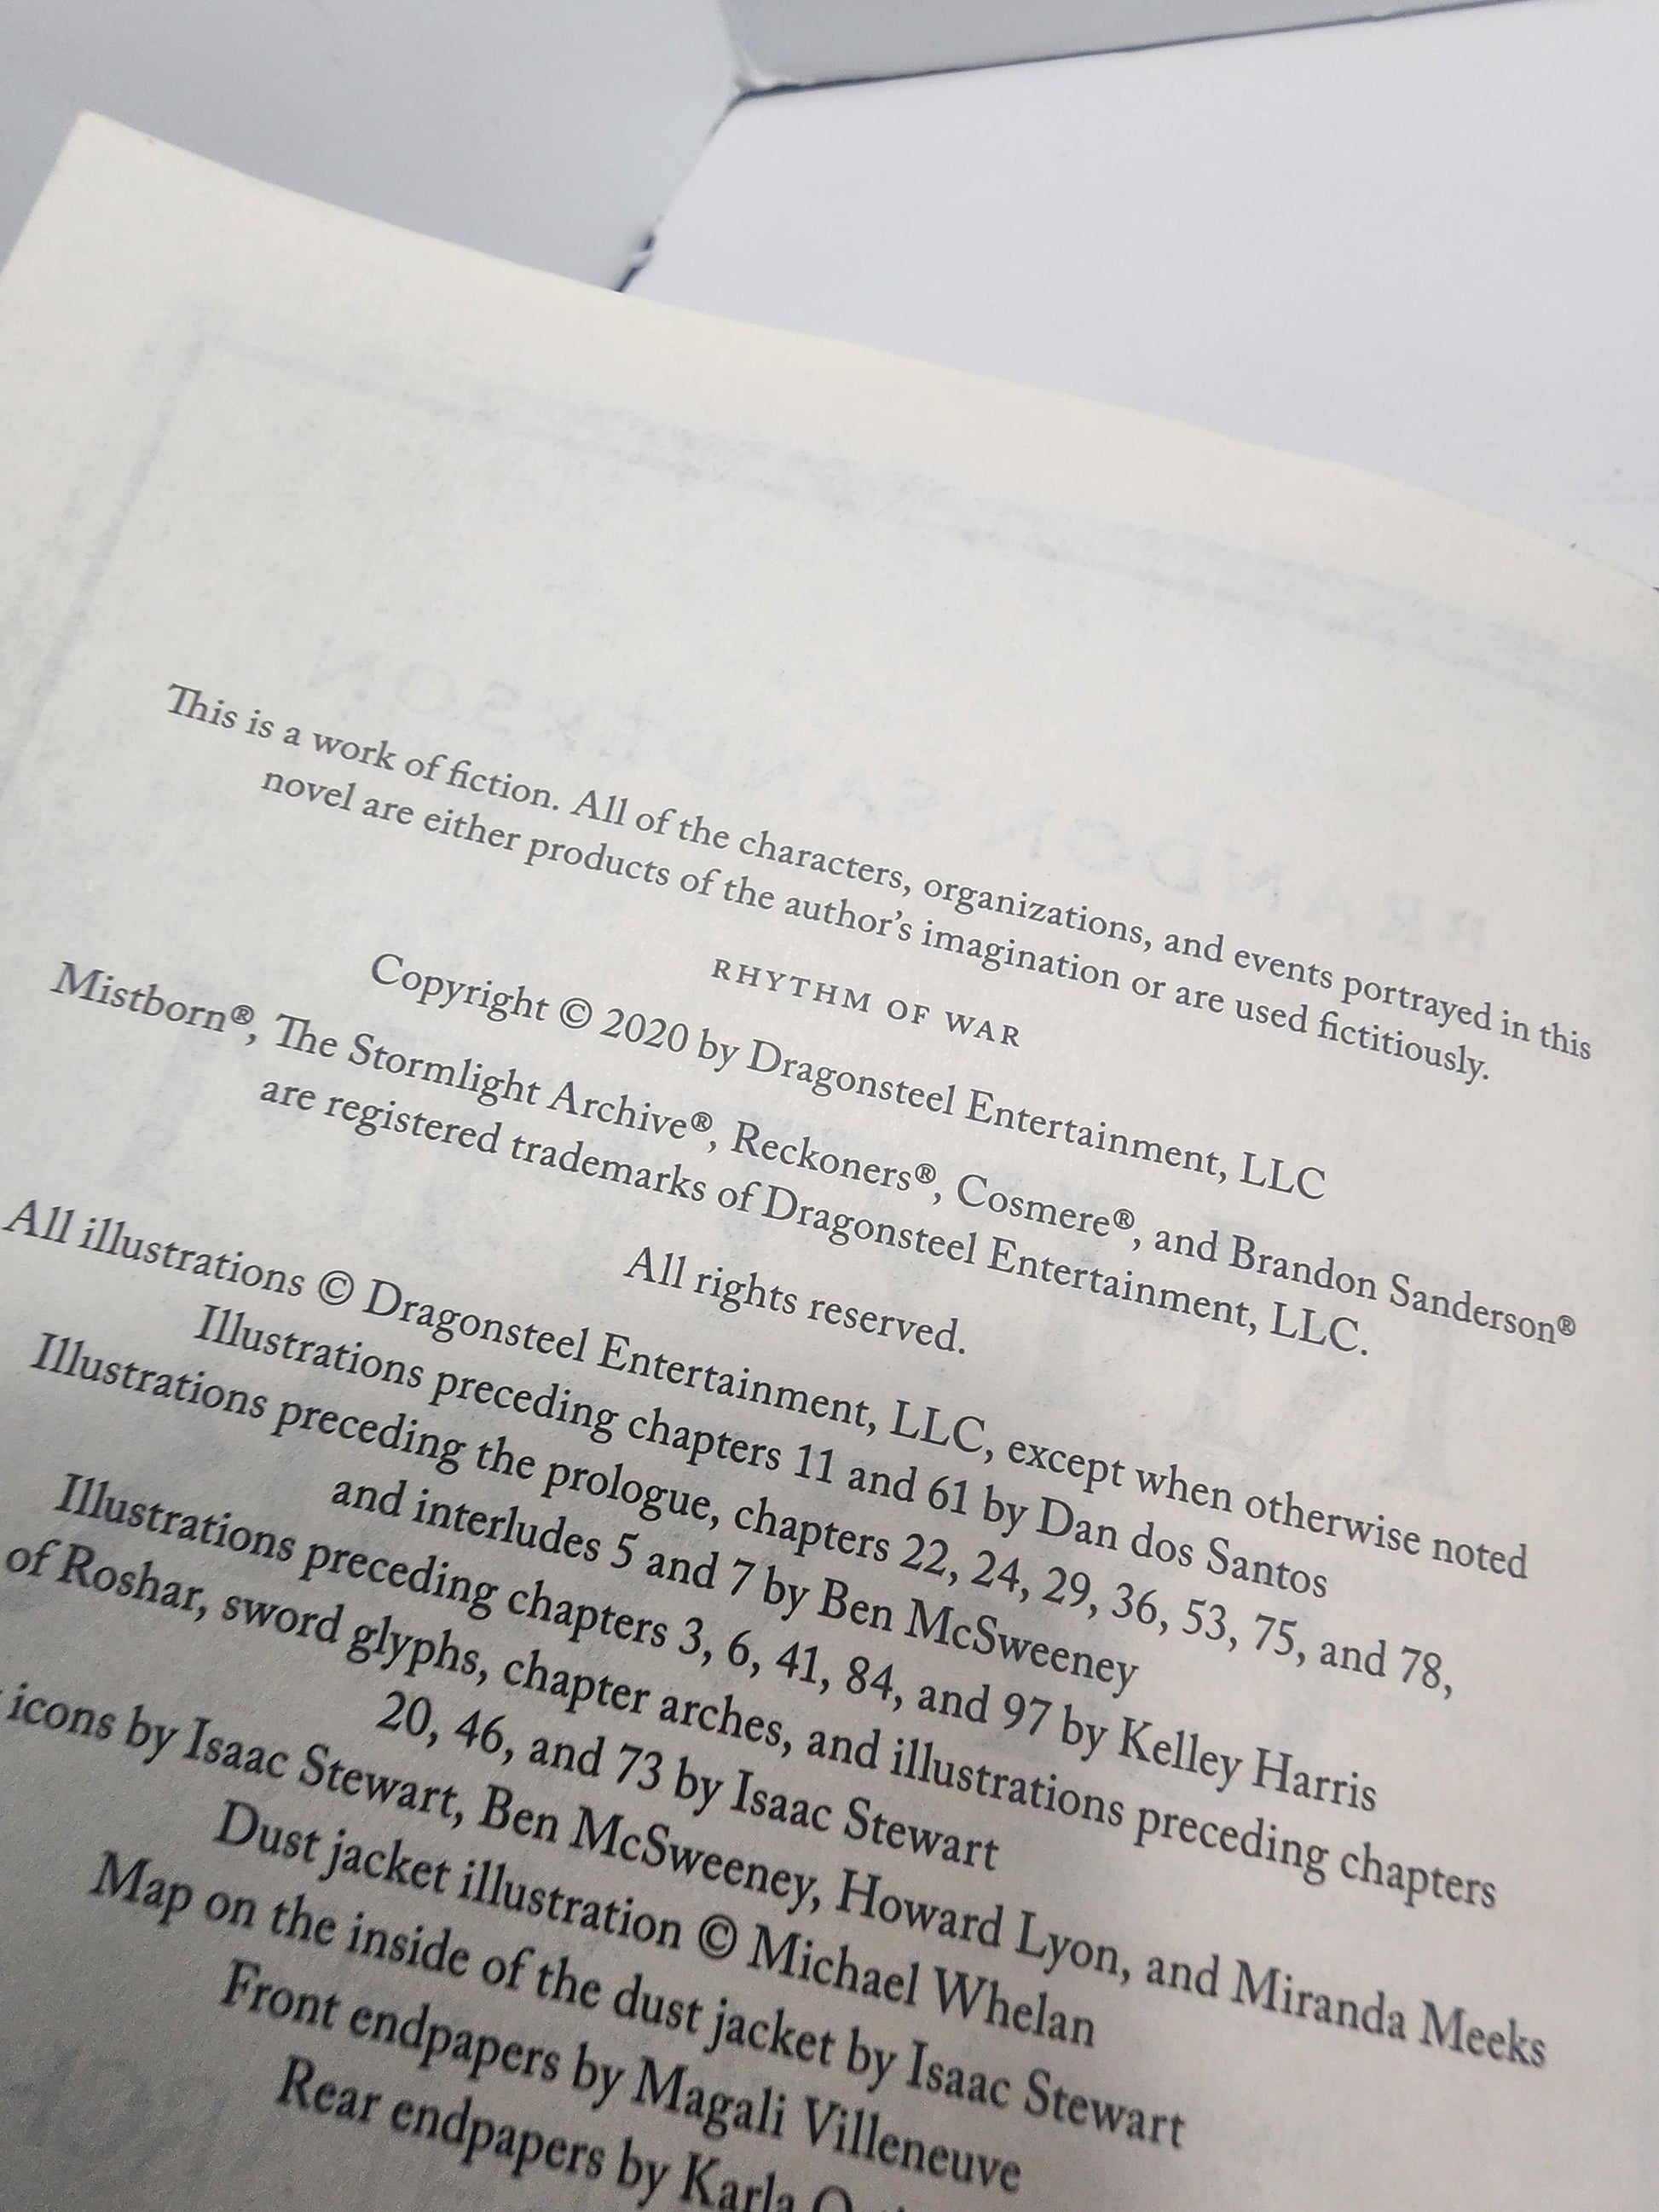 This is a work of fiction. All of the characters, organizations, and events portrayed in this
novel are either products of the author’s imagination or are used fictitiously.
RHYTHM OF WAR
Copyright © 2020 by Dragonsteel Entertainment, LLC
Mistborn®, The Stormlight Archive®, Reckoners®, Cosmere®, and Brandon Sanderson®
are registered trademarks of Dragonsteel Entertainment, LLC.
All rights reserved.
All illustrations © Dragonsteel Entertainment, LLC, except when otherwise noted
Illustrations preceding chapters 11 and 61 by Dan dos Santos
Illustrations preceding the prologue, chapters 22, 24, 29, 36, 53, 75, and 78,
and interludes 5 and 7 by Ben McSweeney
Illustrations preceding chapters 3, 6, 41, 84, and 97 by Kelley Harris
of Roshar, sword glyphs, chapter arches, and illustrations preceding chapters
20, 46, and 73 by Isaac Stewart
icons by Isaac Stewart, Ben McSweeney, Howard Lyon, and Miranda Meeks
Dust jacket illustration © Michael Whelan
Map on the inside of the dust jacket by Isaac Stewart
Front endpapers by Magali Villeneuve
Rear endpapers by Karla